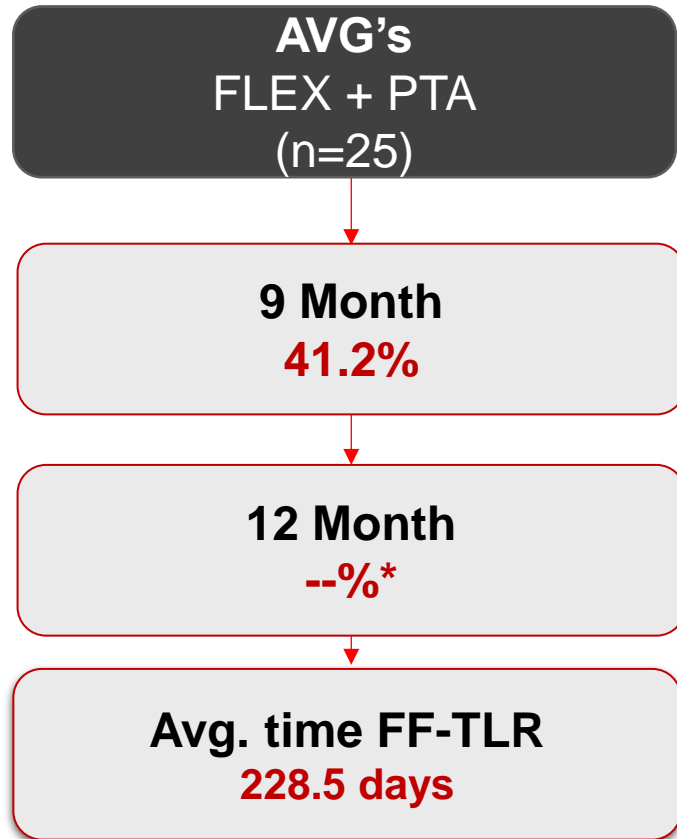 AVG’s
FLEX + PTA
(n=25)
9 Month
41.2%
12 Month
--%*
Avg. time FF-TLR
228.5 days